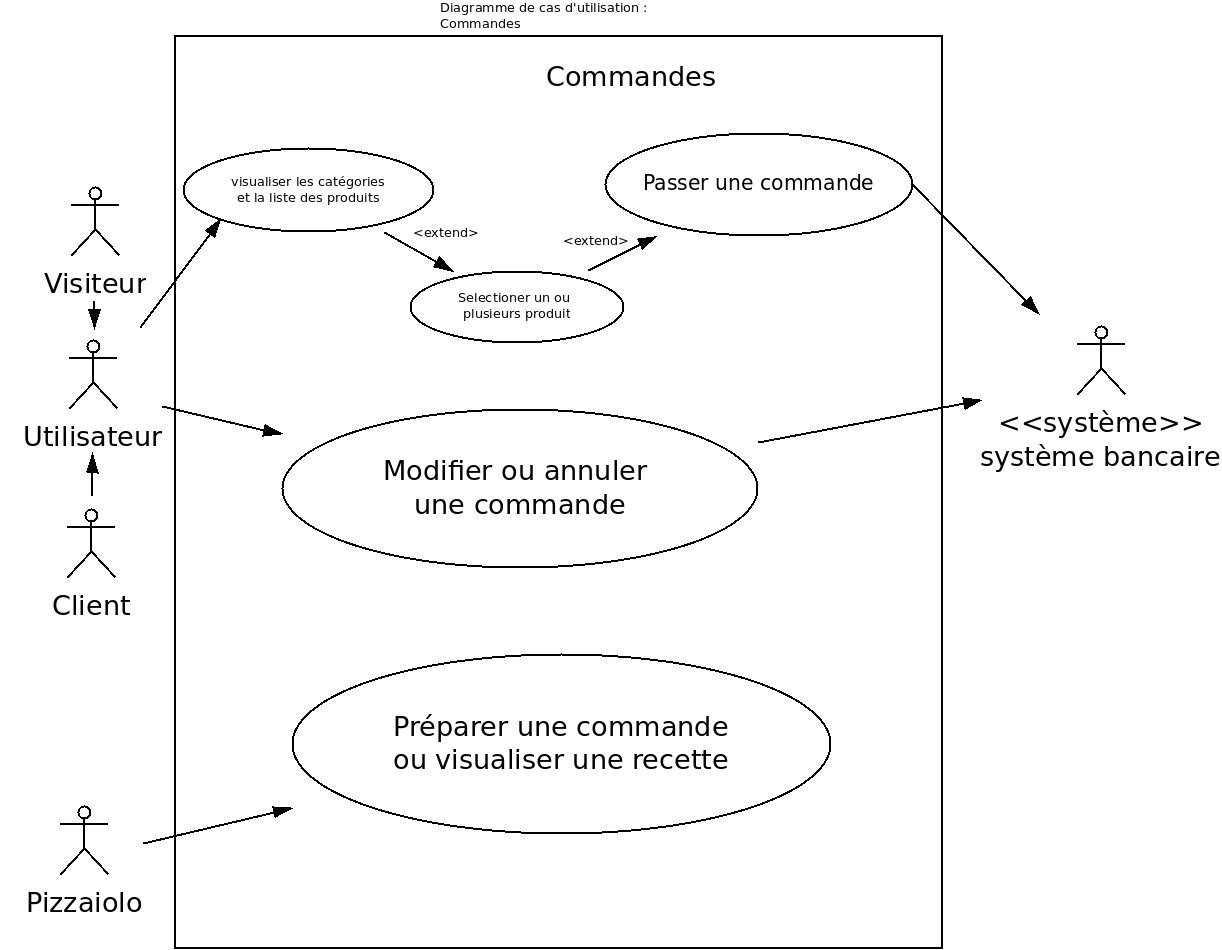 Diagramme de cas d'utilisation :
Commandes
Commandes
visualiser les catégories
et la liste des produits
Passer une commande
Visiteur
<extend>
<extend>
Selectioner un ou
plusieurs produit
Utilisateur
<<système>>
système bancaire
Modifier ou annuler
une commande
Client
Préparer une commande
ou visualiser une recette
Pizzaiolo